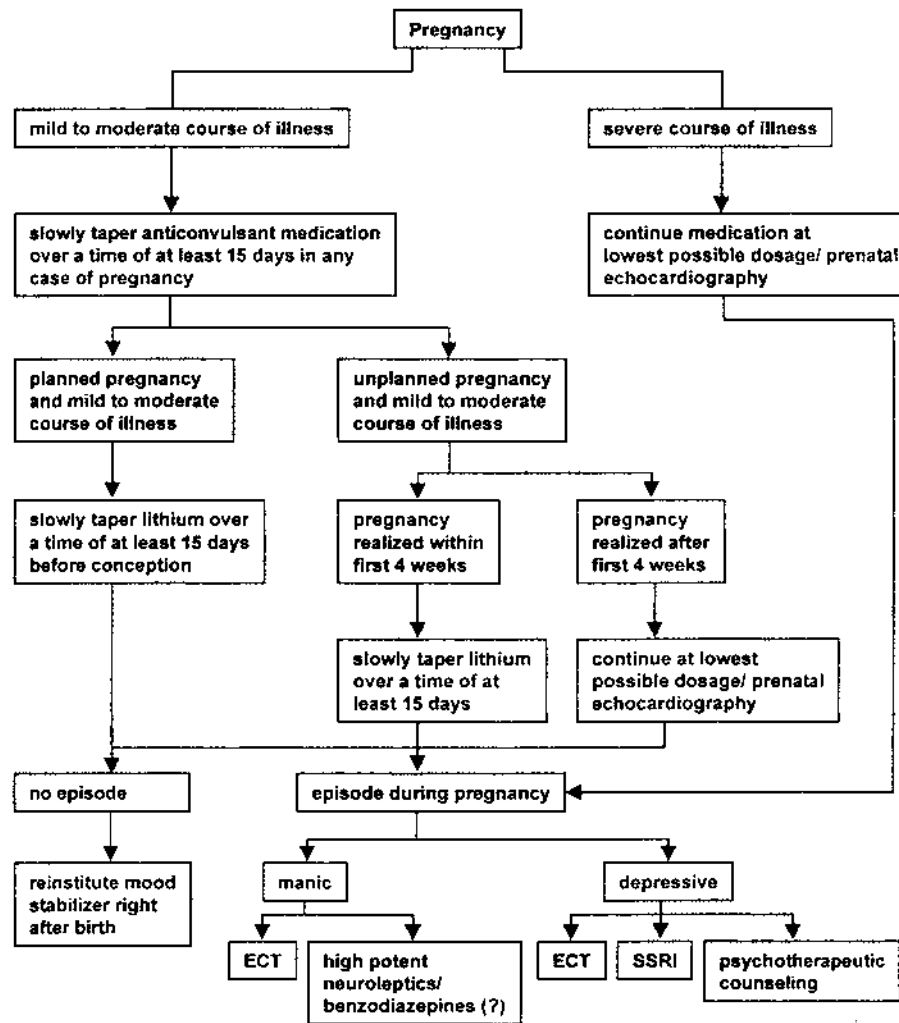 Pregnancy
mild to moderate course of illness
severe course of illness
slowly taper anticonvulsant medication
over a time of at least 15 days in any
case of pregnancy
continue medication at
lowest possible dosage/ prenatal
echocardiography
planned pregnancy
and mild to moderate
course of illness
unplanned pregnancy
and mild to moderate
course of illness
slowly taper lithium over
a time of at least 15 days
before conception
pregnancy
realized within
first 4 weeks
pregnancy
realized after
first 4 weeks
slowly taper lithium
over a time of at
least 15 days
continue at lowest
possible dosage/ prenatal
echocardiography
no episode
episode during pregnancy
reinstitute mood
stabilizer right
after birth
manic
depressive
ECT
high potent
neuroleptics/
benzodiazepines (?)
ECT
SSRI
psychotherapeutic
counseling